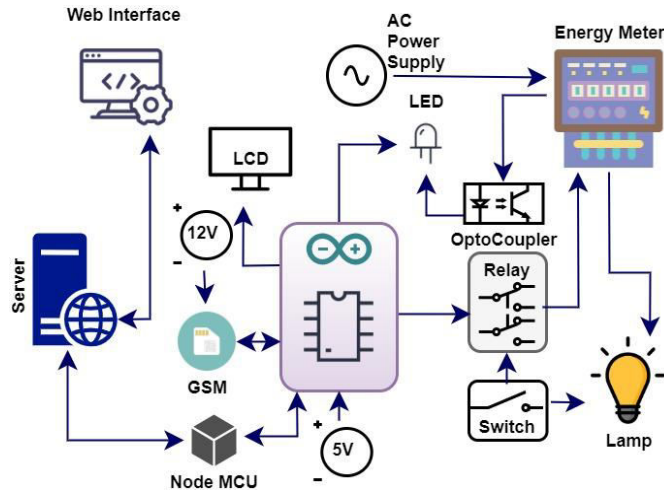 Web Interface
AC
Power
Supply
Energy Meter
LED
LCD
+
12V
-
OptoCoupler
Server
Relay
GSM
+
5V
-
Switch
Lamp
Node MCU